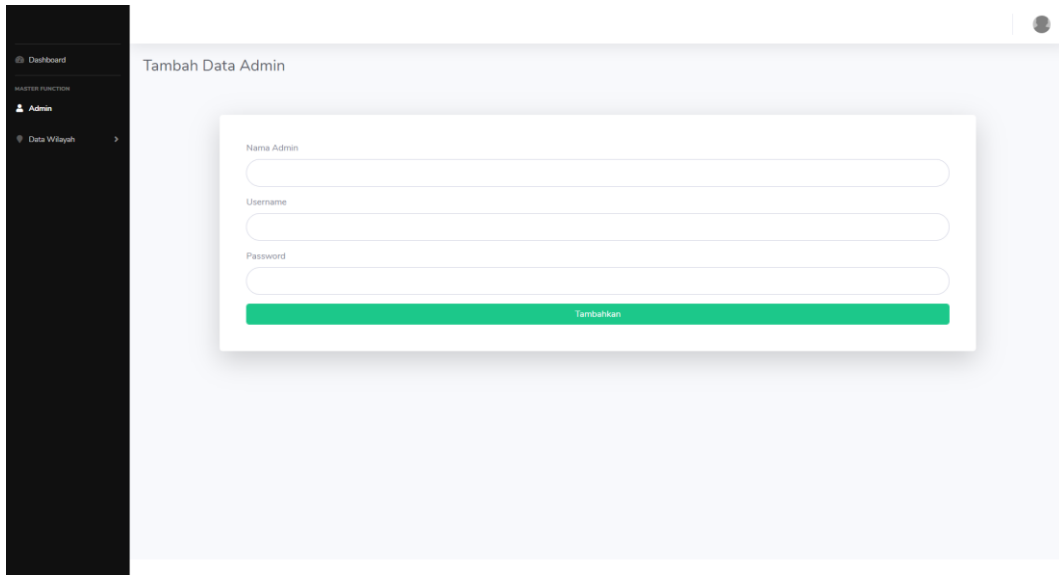 Dashboard
MASTER FUNCTION
Admin
Data Wilayah
Tambah Data Admin
Nama Admin
Username
Password
Tambahkan